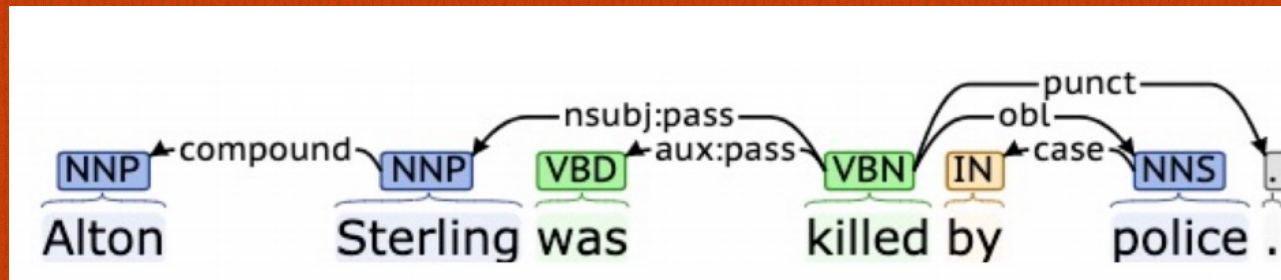 punct
nsubj:pass obl
NNP compound NNP VBD aux:pass VBN IN case NNS .
Alton Sterling was killed by police .